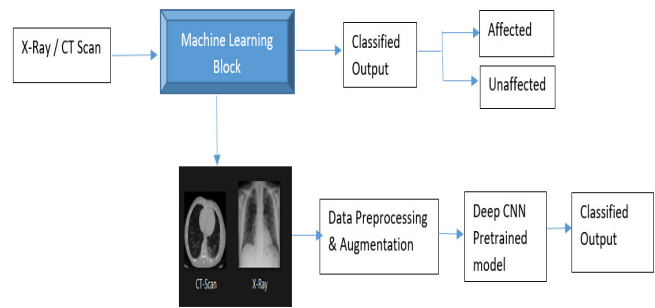 X-Ray / CT Scan
Machine Learning
Block
Classified
Output
Affected
Unaffected
CT-Scan
X-Ray
Data Preprocessing
& Augmentation
Deep CNN
Pretrained
model
Classified
Output